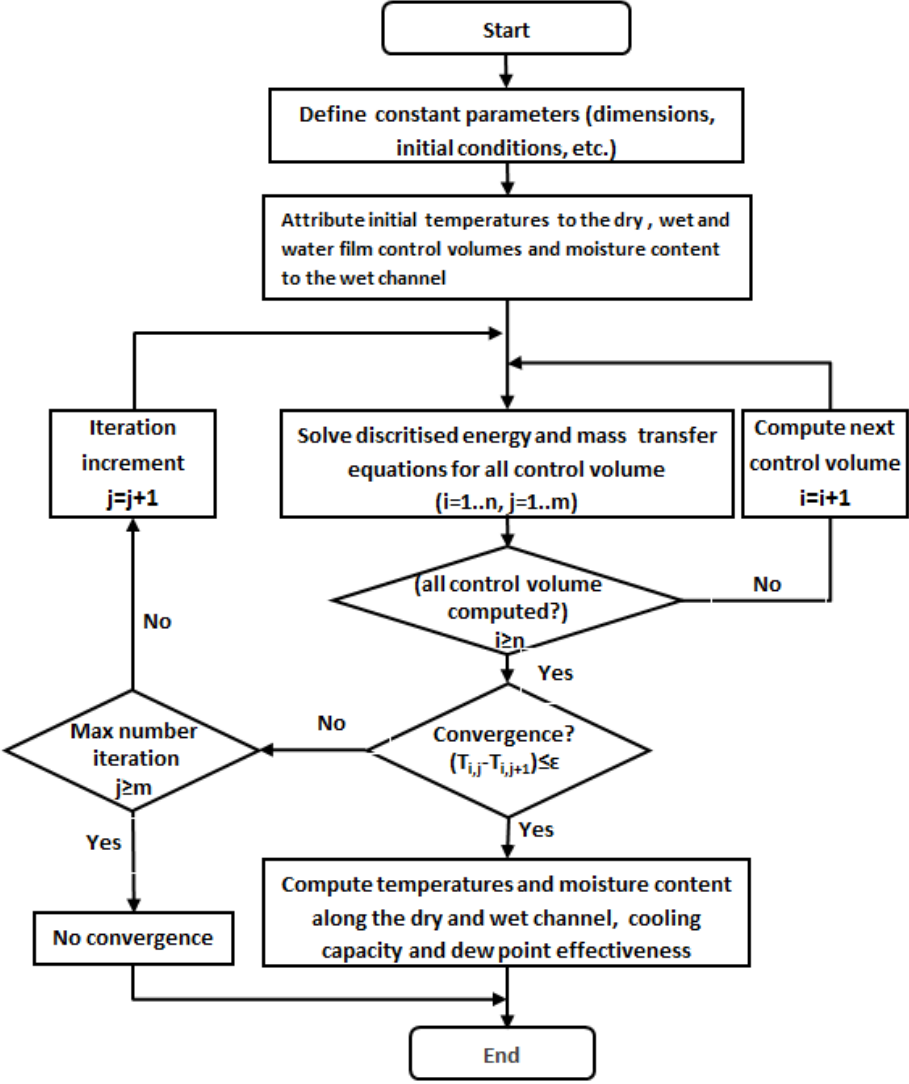 Start
Define constant parameters (dimensions,
initial conditions, etc.)
Attribute initial temperatures to the dry , wet and
water film control volumes and moisture content
to the wet channel
Iteration
increment
j=j+1
Solve discritised energy and mass transfer
equations for all control volume
(i=1..n, j=1..m)
Compute next
control volume
i=i+1
(all control volume
computed?)
i≥n
No
Yes
No
Convergence?
(Ti,j-Ti,j+1)≤ε
No
Max number
iteration
j≥m
Yes
Yes
Compute temperatures and moisture content
along the dry and wet channel, cooling
capacity and dew point effectiveness
No convergence
End